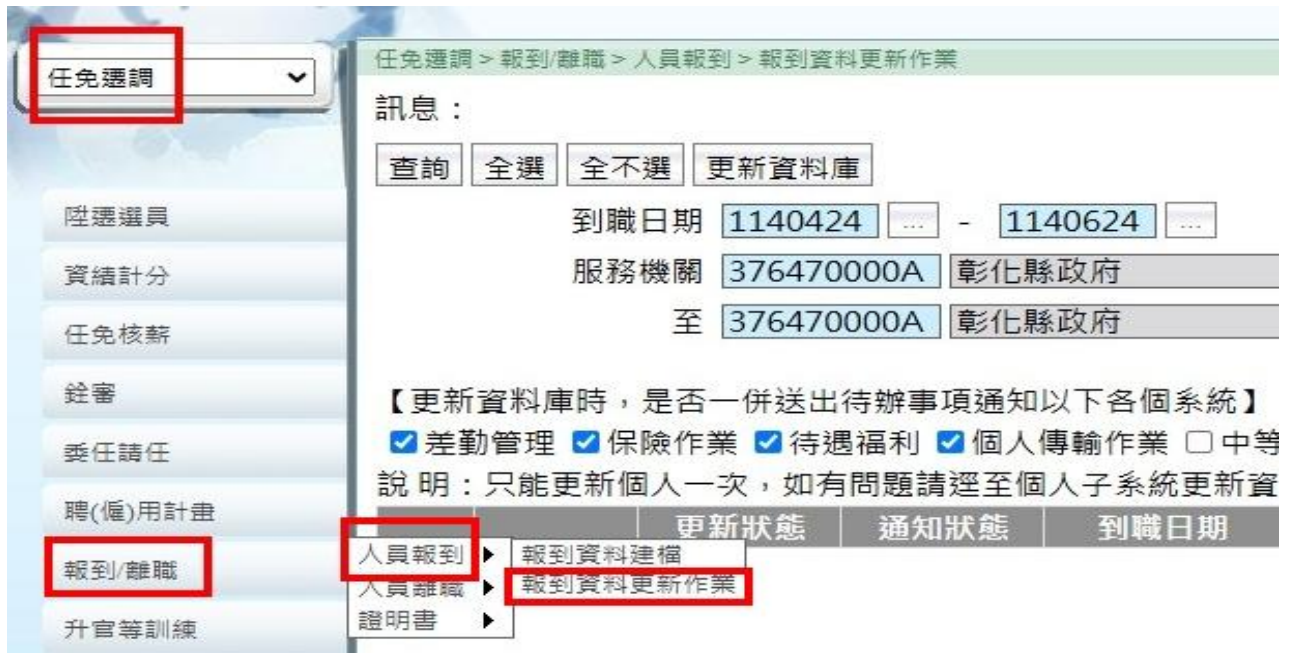 任免遷調
陞遷選員
資績計分
任免核薪
銓審
委任請任
聘(僱)用計畫
報到/離職
升官等訓練
任免遷調 > 報到/離職 > 人員報到 > 報到資料更新作業
訊息：
查詢 全選 全不選 更新資料庫
到職日期 1140424 ... - 1140624 ...
服務機關 376470000A 彰化縣政府
至 376470000A 彰化縣政府
【更新資料庫時，是否一併送出待辦事項通知以下各個系統】
差勤管理 保險作業 待遇福利 個人傳輸作業 中等
說 明：只能更新個人一次，如有問題請逕至個人子系統更新資
更新狀態 通知狀態 到職日期
人員報到 ▶ 報到資料建檔
人員離職 ▶ 報到資料更新作業
證明書 ▶